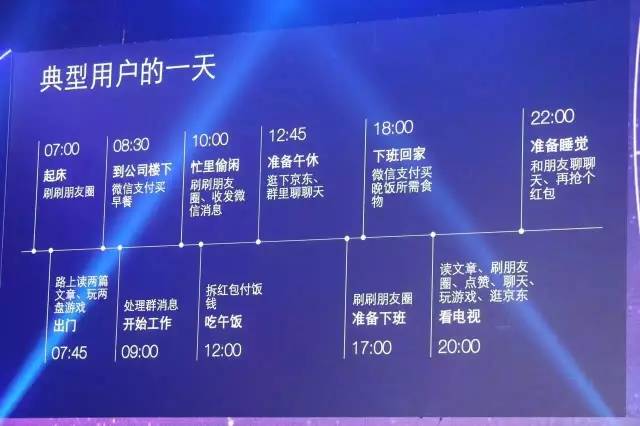 典型用户的一天
07:00
起床
刷刷朋友圈
08:30
到公司楼下
微信支付买
早餐
10:00
忙里偷闲
刷刷朋友
圈、收发微
信消息
12:45
准备午休
逛下京东、
群里聊聊天
18:00
下班回家
微信支付买
晚饭所需食
物
22:00
准备睡觉
和朋友聊聊
天、再抢个
红包
路上读两篇
文章、玩两
盘游戏
出门
07:45
处理群消息
开始工作
09:00
拆红包付饭
钱
吃午饭
12:00
刷刷朋友圈
准备下班
17:00
读文章、刷朋友
圈、点赞、聊天、
玩游戏、逛京东
看电视
20:00